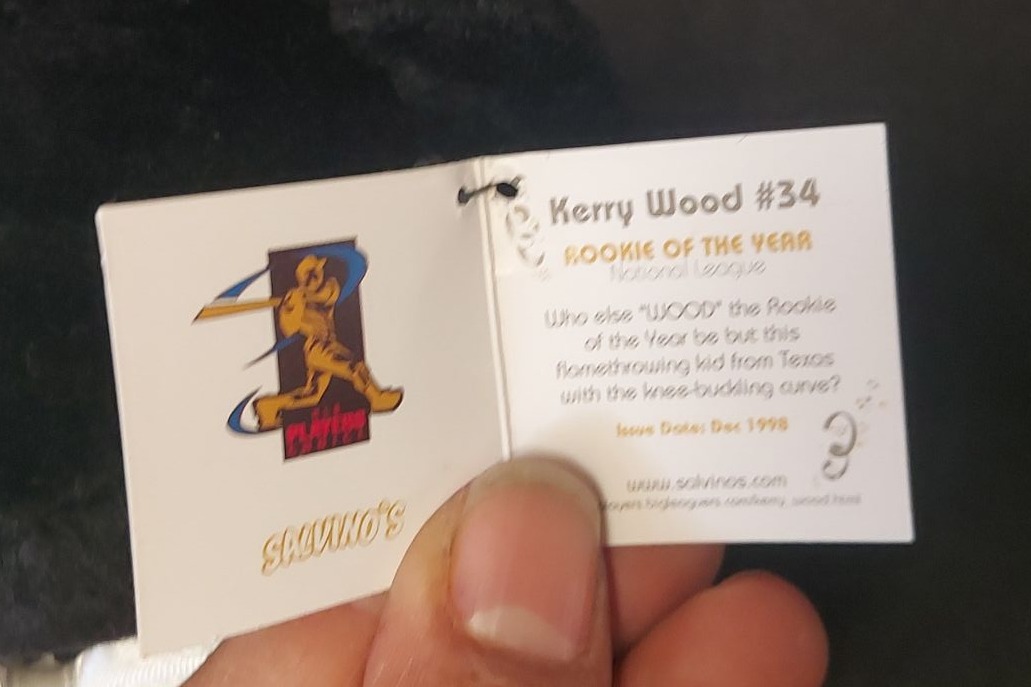 PLAYERS
SALVINO'S
Kerry Wood #34
ROOKIE OF THE YEAR
National League
Who else "WOOD" the Rookie
of the Year be but this
flamethrowing kid from Texas
with the knee-buckling curve?
Issue Date: Dec 1998
www.salvinos.com